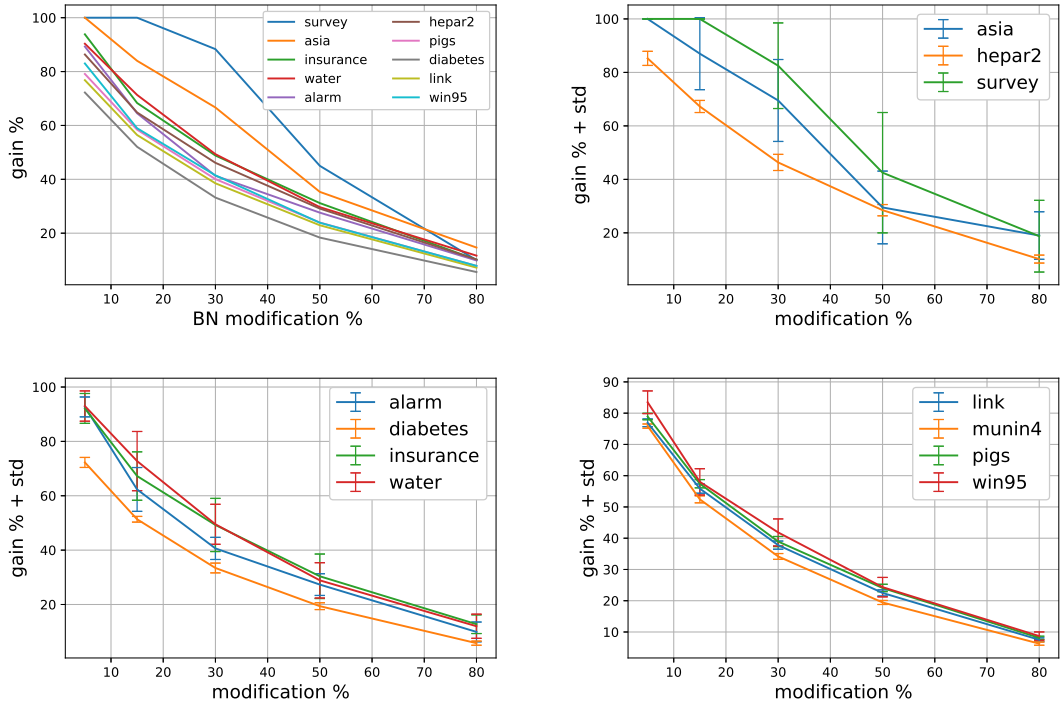 gain %
100
80
60
40
20
survey
asia
insurance
water
alarm
hepar2
pigs
diabetes
link
win95
10 20 30 40 50 60 70 80
BN modification %
gain % + std
100
80
60
40
20
asia
hepar2
survey
10 20 30 40 50 60 70 80
modification %
gain % + std
100
80
60
40
20
alarm
diabetes
insurance
water
10 20 30 40 50 60 70 80
modification %
gain % + std
90
80
70
60
50
40
30
20
10
link
munin4
pigs
win95
10 20 30 40 50 60 70 80
modification %